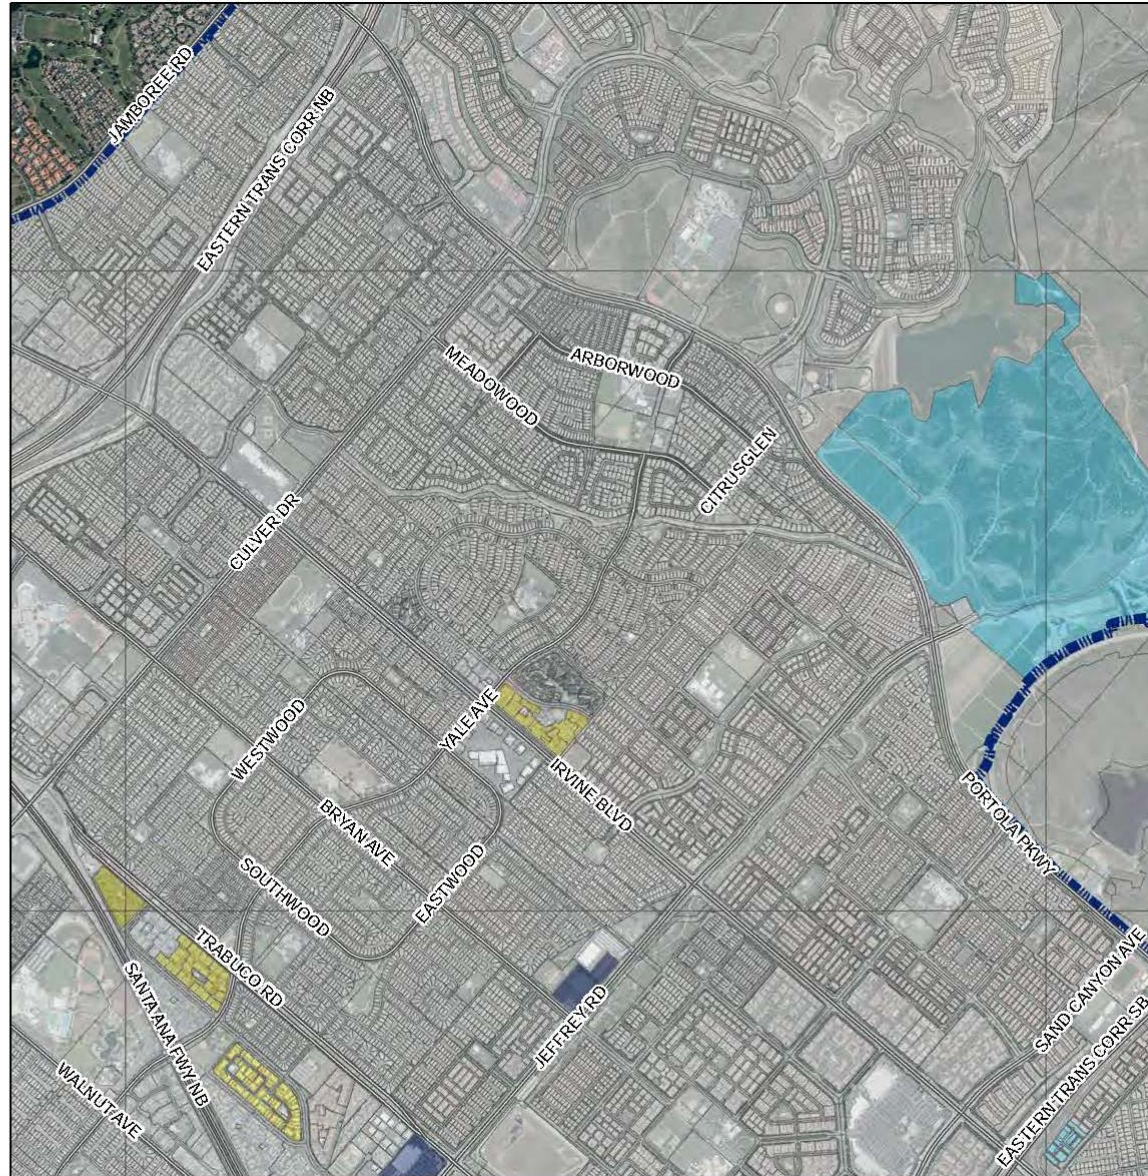 JAMBOREE RD
EASTERN TRANS CORR NB
ARBORWOOD
MEADOWOOD
CITRUSGLEN
CULVER DR
WESTWOOD
YALE AVE
IRVINE BLVD
BRYAN AVE
PORTOLA PKWY
SOUTHWOOD
EASTWOOD
TRABUCO RD
SANTA ANA FWY NB
JEFFREY RD
SAND CANYON AVE
WALNUT AVE
EASTERN TRANS CORR SB